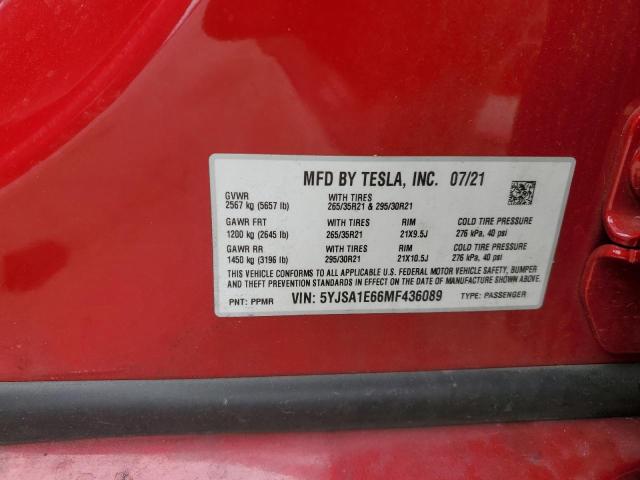 MFD BY TESLA, INC. 07/21
GVWR WITH TIRES
2567 kg (5657 lb) 265/35R21 & 295/30R21
GAWR FRT WITH TIRES RIM COLD TIRE PRESSURE
1200 kg (2645 lb) 265/35R21 21X9.5J 276 kPa, 40 psi
GAWR RR WITH TIRES RIM COLD TIRE PRESSURE
1450 kg (3196 lb) 295/30R21 21X10.5J 276 kPa, 40 psi
THIS VEHICLE CONFORMS TO ALL APPLICABLE U.S. FEDERAL MOTOR VEHICLE SAFETY, BUMPER
AND THEFT PREVENTION STANDARDS IN EFFECT ON THE DATE OF MANUFACTURE SHOWN ABOVE.
PNT: PPMR VIN: 5YJSA1E66MF436089 TYPE: PASSENGER